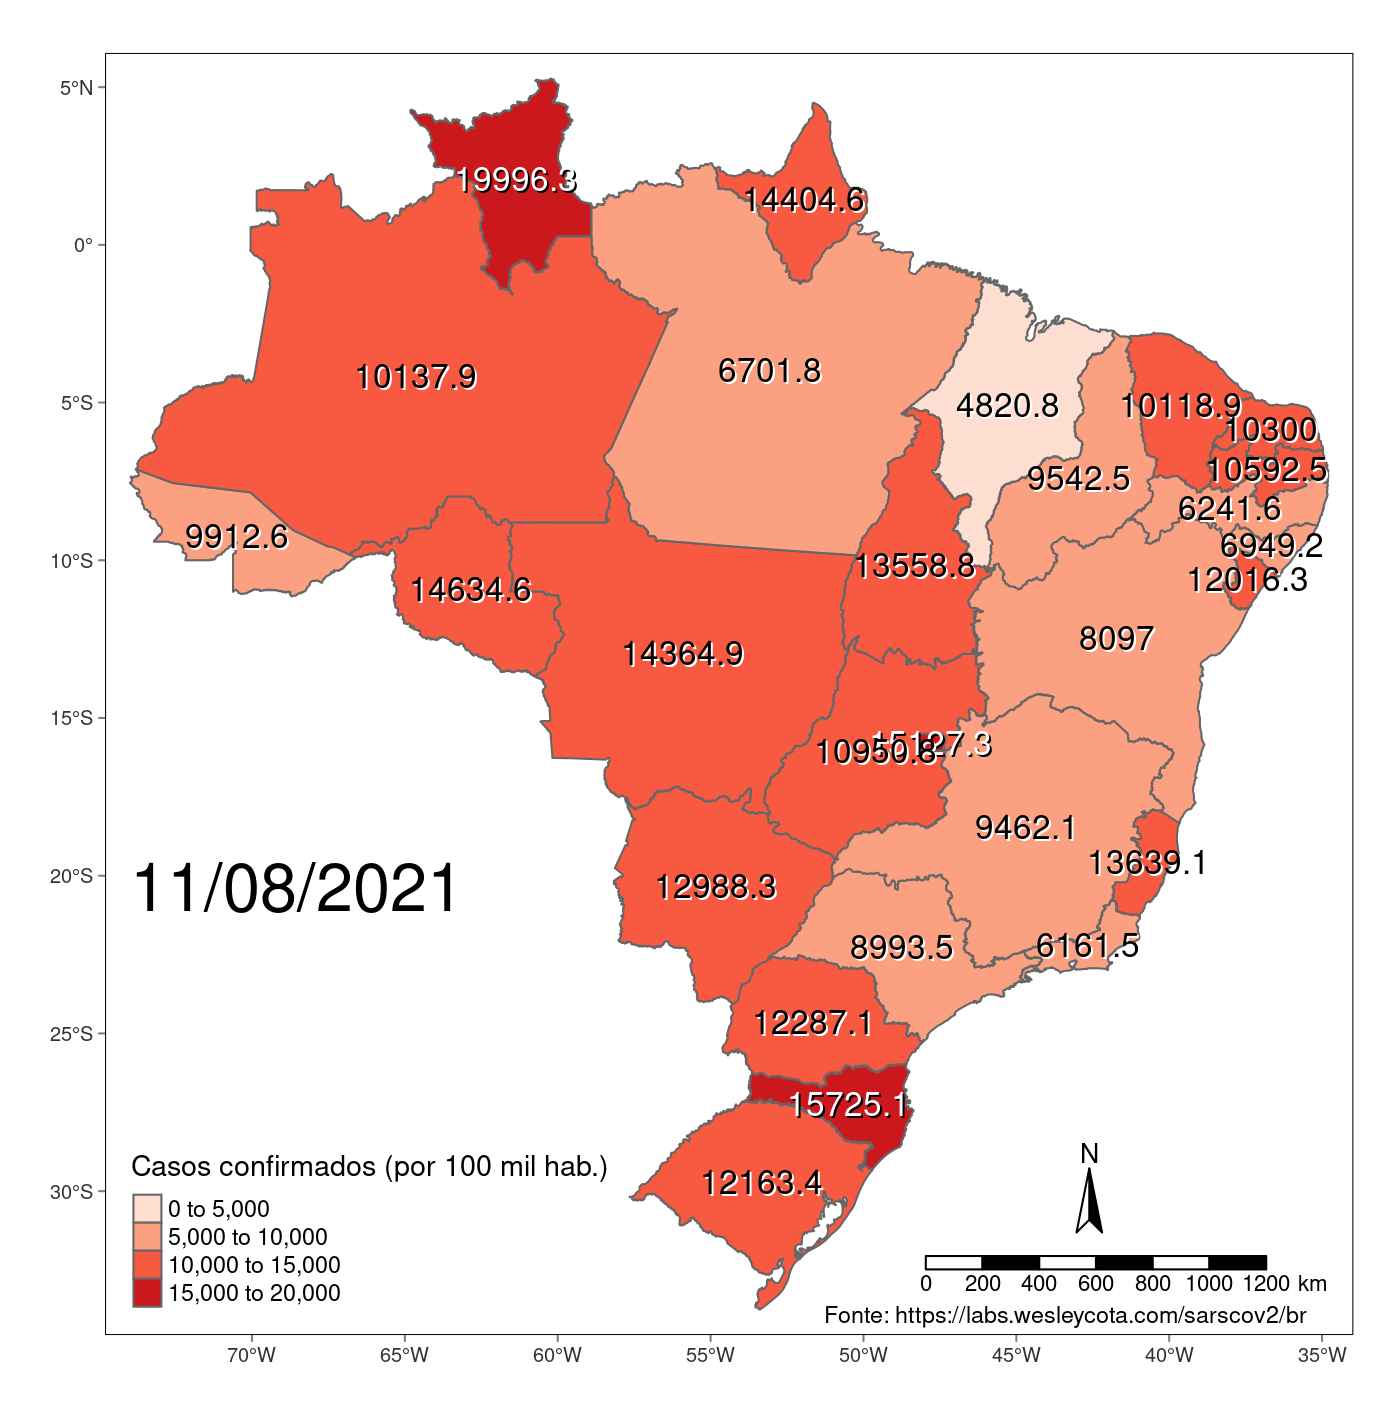 5°N
0°
5°S
10°S
15°S
20°S
25°S
30°S
19996.3
14404.6
10137.9
6701.8
4820.8
10118.9
10300
10592.5
9542.5
6241.6
9912.6
6949.2
13558.8
12016.3
14634.6
8097
14364.9
15127.3
10950.8
9462.1
13639.1
12988.3
8993.5
6161.5
12287.1
15725.1
12163.4
11/08/2021
Casos confirmados (por 100 mil hab.)
0 to 5,000
5,000 to 10,000
10,000 to 15,000
15,000 to 20,000
N
0 200 400 600 800 1000 1200 km
Fonte: https://labs.wesleycota.com/sarscov2/br
70°W 65°W 60°W 55°W 50°W 45°W 40°W 35°W